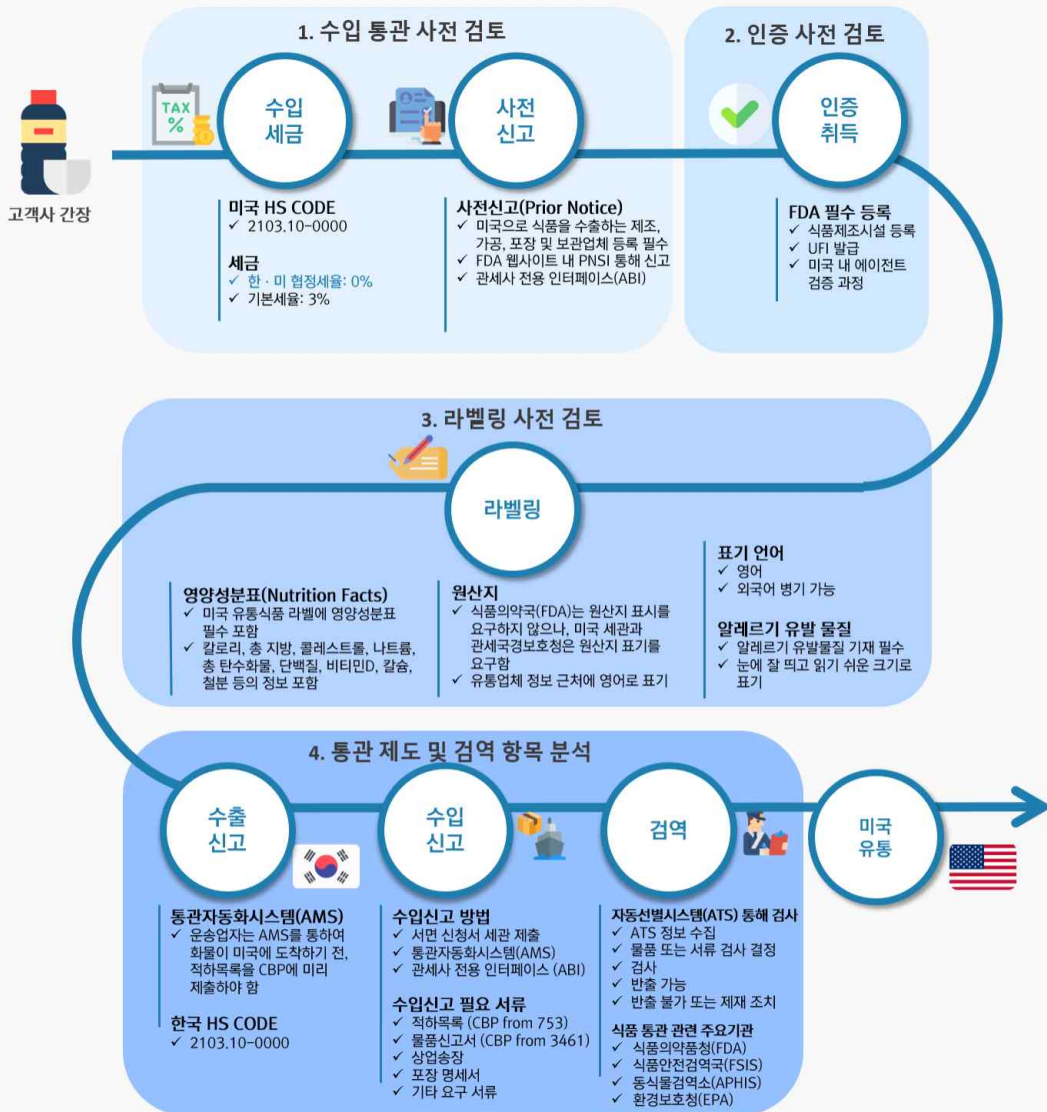 1. 수입 통관 사전 검토
2. 인증 사전 검토
TAX
%
수입
세금
사전
신고
인증
취득
고객사 간장
미국 HS CODE
✓ 2103.10-0000
세금
✓ 한·미 협정세율: 0%
✓ 기본세율: 3%
사전신고(Prior Notice)
✓ 미국으로 식품을 수출하는 제조,
가공, 포장 및 보관업체 등록 필수
✓ FDA 웹사이트 내 PNSI 통해 신고
✓ 관세사 전용 인터페이스(ABI)
FDA 필수 등록
✓ 식품제조시설 등록
✓ UFI 발급
✓ 미국 내 에이전트
검증 과정
3. 라벨링 사전 검토
라벨링
영양성분표(Nutrition Facts)
✓ 미국 유통식품 라벨에 영양성분표
필수 포함
✓ 칼로리, 총 지방, 콜레스트롤, 나트륨,
총 탄수화물, 단백질, 비티민D, 칼슘,
철분 등의 정보 포함
원산지
✓ 식품의약국(FDA)는 원산지 표시를
요구하지 않으나, 미국 세관과
관세국경보호청은 원산지 표기를
요구함
✓ 유통업체 정보 근처에 영어로 표기
표기 언어
✓ 영어
✓ 외국어 병기 가능
알레르기 유발 물질
✓ 알레르기 유발물질 기재 필수
✓ 눈에 잘 띄고 읽기 쉬운 크기로
표기
4. 통관 제도 및 검역 항목 분석
수출
신고
수입
신고
검역
미국
유통
통관자동화시스템(AMS)
✓ 운송업자는 AMS를 통하여
화물이 미국에 도착하기 전,
적하목록을 CBP에 미리
제출하야 함
한국 HS CODE
✓ 2103.10-0000
수입신고 방법
✓ 서면 신청서 세관 제출
✓ 통관자동화시스템(AMS)
✓ 관세사 전용 인터페이스 (ABI)
수입신고 필요 서류
✓ 적하목록 (CBP from 753)
✓ 물품신고서 (CBP from 3461)
✓ 상업송장
✓ 포장 명세서
✓ 기타 요구 서류
자동선별시스템(ATS) 통해 검사
✓ ATS 정보 수집
✓ 물품 또는 서류 검사 결정
✓ 검사
✓ 반출 가능
✓ 반출 불가 또는 제재 조치
식품 통관 관련 주요기관
✓ 식품의약품청(FDA)
✓ 식품안전검역국(FSIS)
✓ 동식물검역소(APHIS)
✓ 환경보호청(EPA)